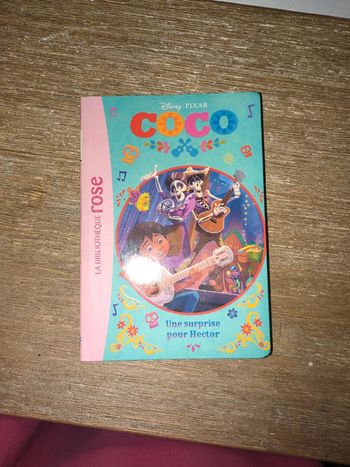 Disney PIXAR
COCO
LA BIBLIOTHÈQUE rose
Une surprise
pour Hector